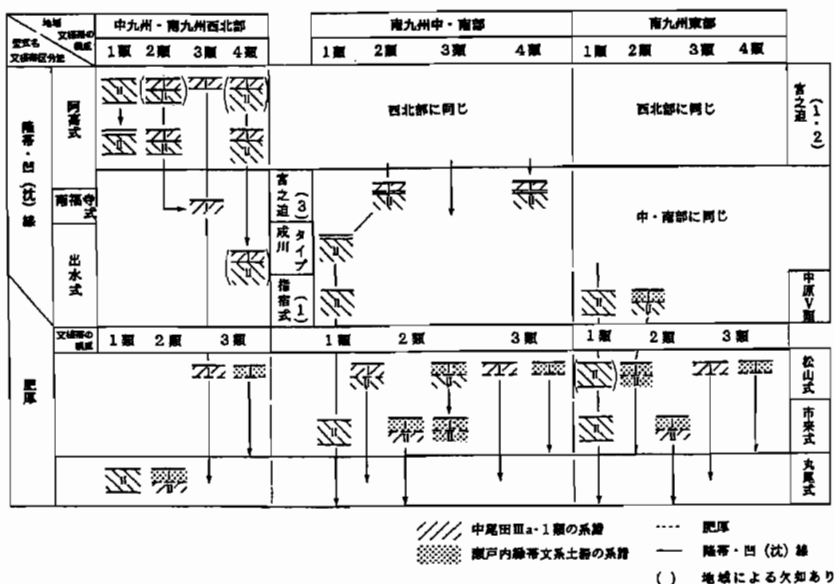 地域 中九州・南九州西北部 南九州中・南部 南九州東部
文様帯の構成
型式名
文様帯区分法
1類 2類 3類 4類 1類 2類 3類 4類 1類 2類 3類 4類
隆帯・凹(沈)線
阿高式
西北部に同じ
西北部に同じ
宮之迫(1・2)
南福寺式
宮之迫(3)
成川タイプ
中・南部に同じ
出水式
指宿式(1)
中原Ⅴ類
文様帯の構成
1類 2類 3類 1類 2類 3類 1類 2類 3類
肥厚
松山式
市来式
丸尾式
中尾田Ⅲa-1類の系譜 肥厚
瀬戸内縁帯文系土器の系譜 隆帯・凹(沈)線
( ) 地域による欠如あり